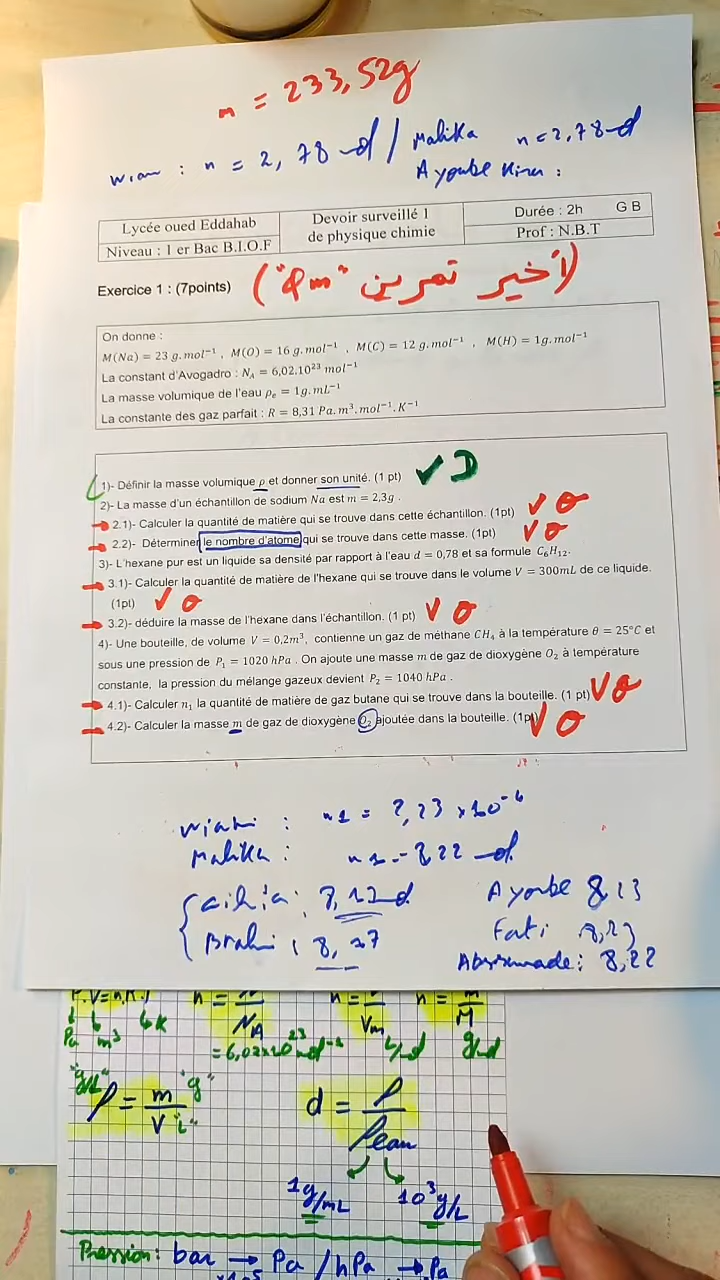 m = 233,52g
Wiam : n = 2,78 mol / Malika n = 2,78 mol
Ayoube
Lycée oued Eddahab
Niveau : 1 er Bac B.I.O.F
Devoir surveillé 1
de physique chimie
Durée : 2h G B
Prof : N.B.T
Exercice 1 : (7points) (أخير تمرين "Qm")
On donne :
M(Na) = 23 g.mol⁻¹ , M(O) = 16 g.mol⁻¹ , M(C) = 12 g.mol⁻¹ , M(H) = 1g.mol⁻¹
La constant d'Avogadro : N_A = 6,02.10²³ mol⁻¹
La masse volumique de l'eau ρₑ = 1g.mL⁻¹
La constante des gaz parfait : R = 8,31 Pa.m³.mol⁻¹.K⁻¹
1)- Définir la masse volumique ρ et donner son unité. (1 pt)
2)- La masse d'un échantillon de sodium Na est m = 2,3g .
2.1)- Calculer la quantité de matière qui se trouve dans cette échantillon. (1pt)
2.2)- Déterminer le nombre d'atome qui se trouve dans cette masse. (1pt)
3)- L'hexane pur est un liquide sa densité par rapport à l'eau d = 0,78 et sa formule C₆H₁₂.
3.1)- Calculer la quantité de matière de l'hexane qui se trouve dans le volume V = 300mL de ce liquide.
(1pt)
3.2)- déduire la masse de l'hexane dans l'échantillon. (1 pt)
4)- Une bouteille, de volume V = 0,2m³, contienne un gaz de méthane CH₄ à la température θ = 25°C et
sous une pression de P₁ = 1020 hPa . On ajoute une masse m de gaz de dioxygène O₂ à température
constante, la pression du mélange gazeux devient P₂ = 1040 hPa .
4.1)- Calculer n₁ la quantité de matière de gaz butane qui se trouve dans la bouteille. (1 pt)
4.2)- Calculer la masse m de gaz de dioxygène O₂ ajoutée dans la bouteille. (1pt)
n1 = 8,23 × 10⁻⁶
Malika : n1 = 8,22 mol
Ayoube 8,23
Brahi : 8,27
Fati 8,23
8,22
P.V=n.R.T
Pa m³ K
n = N/N_A
= 6,02×10²³ mol⁻¹
n = V/Vm
L/mol
n = m/M
g/mol
"g/L" ρ = m/V "g" "L"
d = ρ/ρeau
1g/mL 10³g/L
Pression: bar → Pa / hPa → Pa